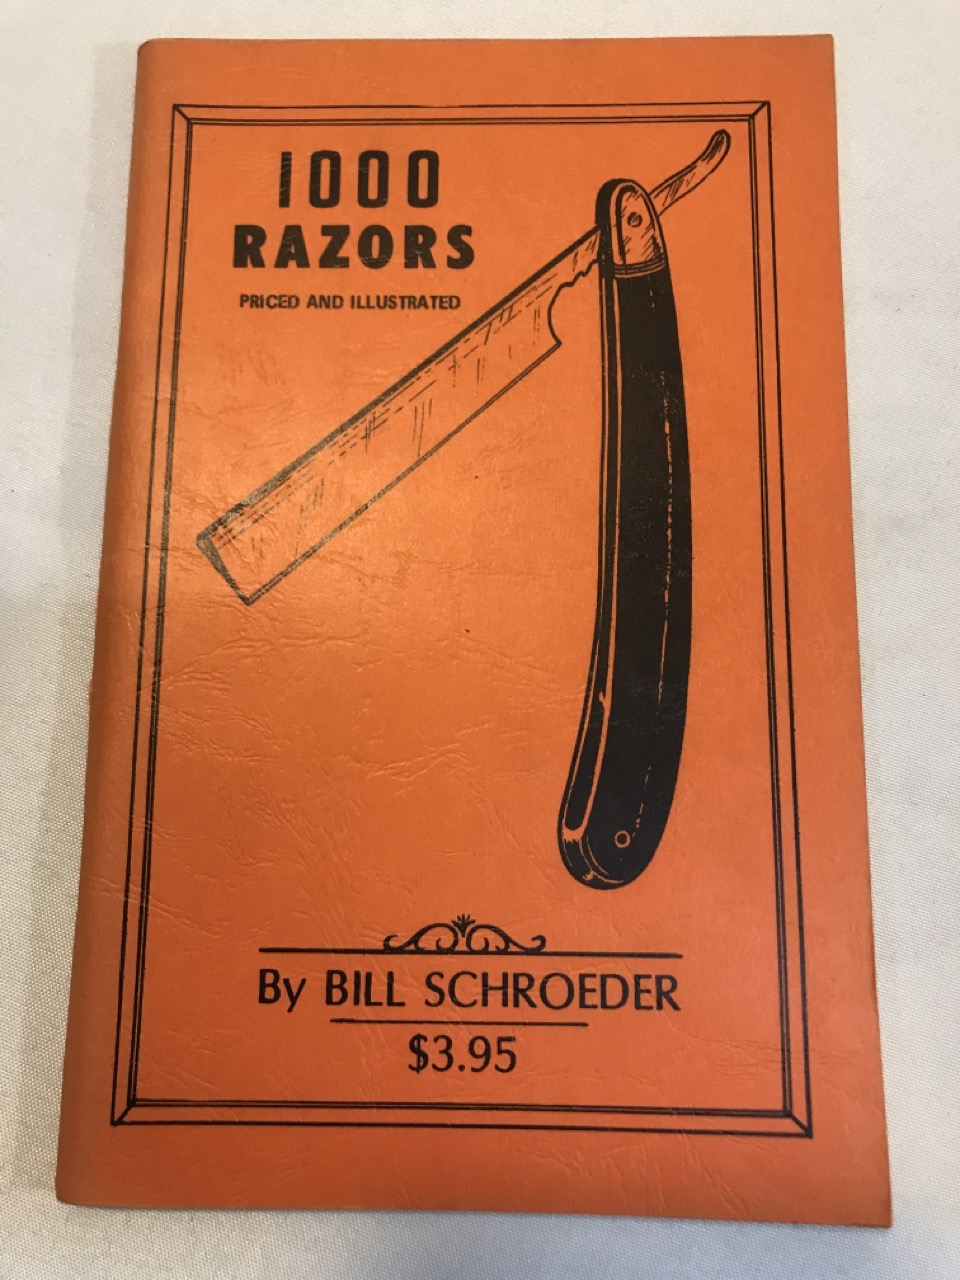 1000
RAZORS
PRICED AND ILLUSTRATED
By BILL SCHROEDER
$3.95